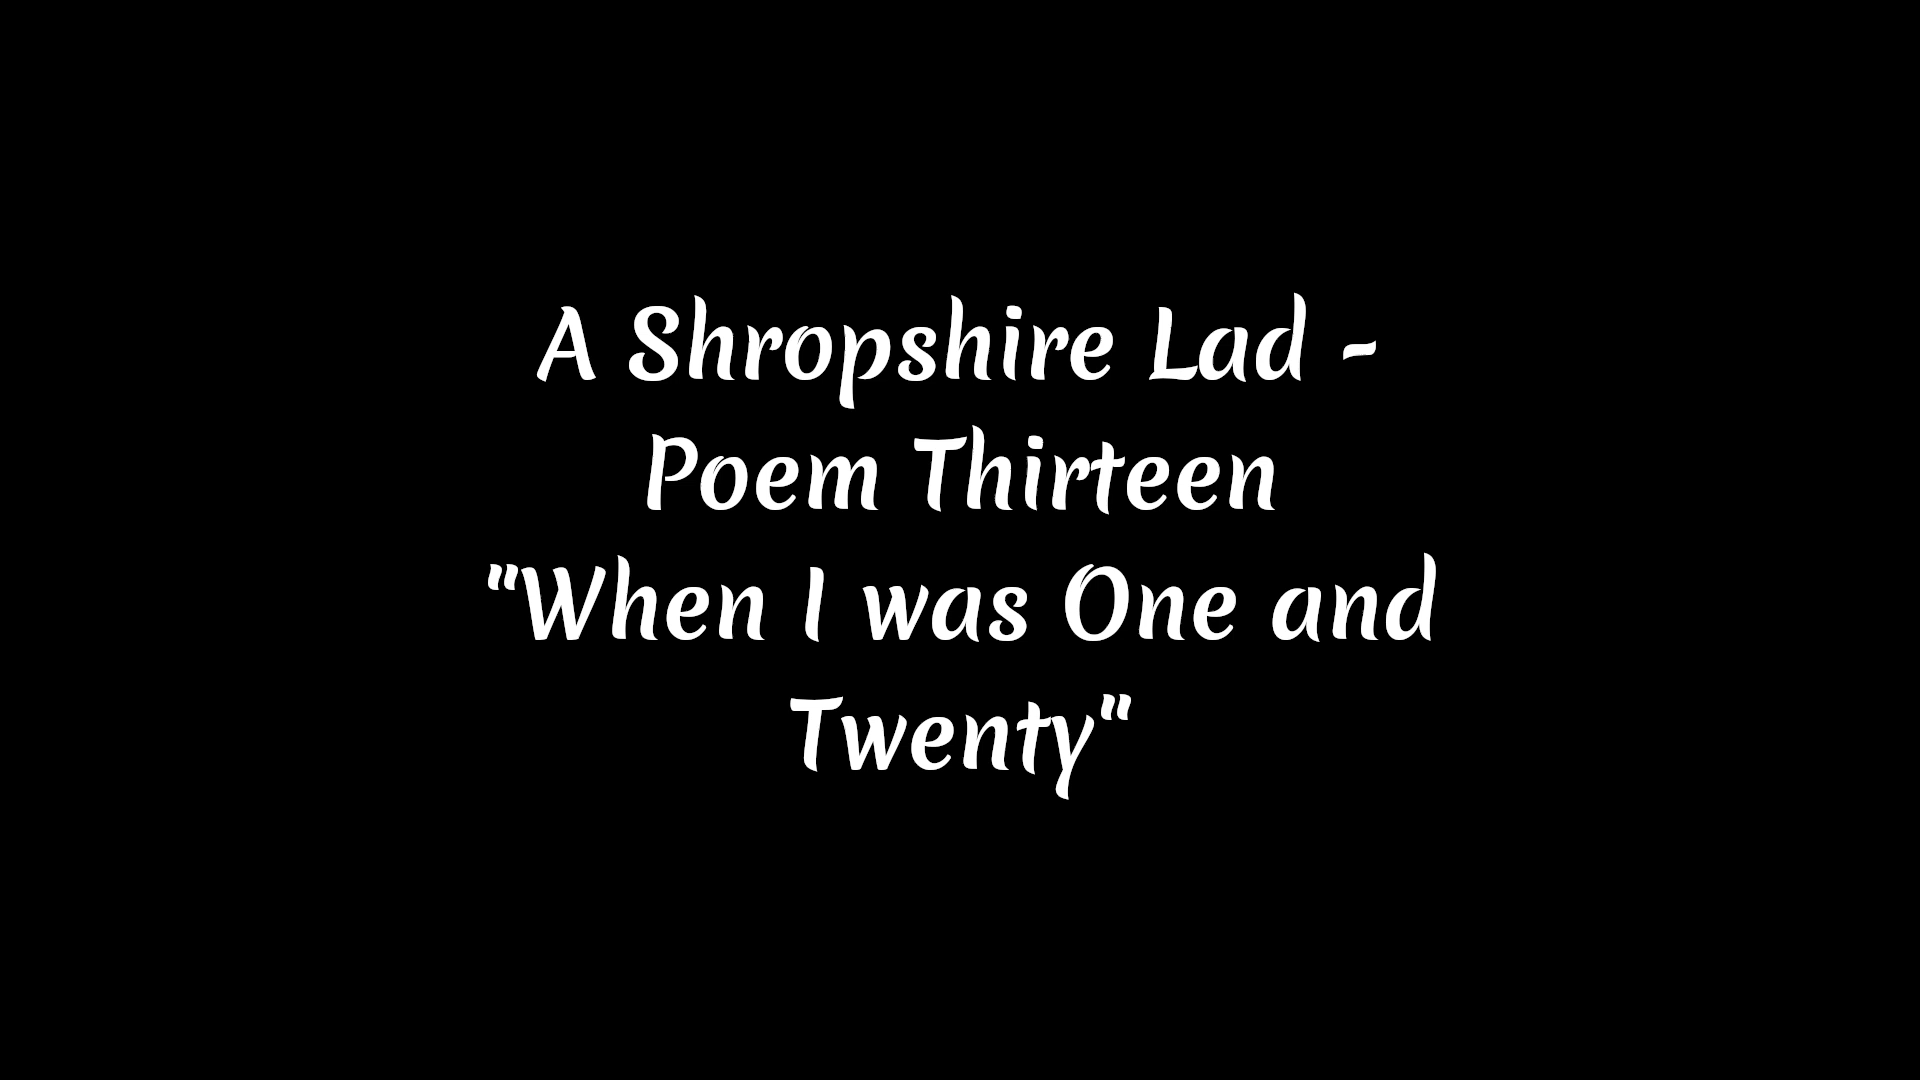 A Shropshire Lad -
Poem Thirteen
"When I was One and
Twenty"